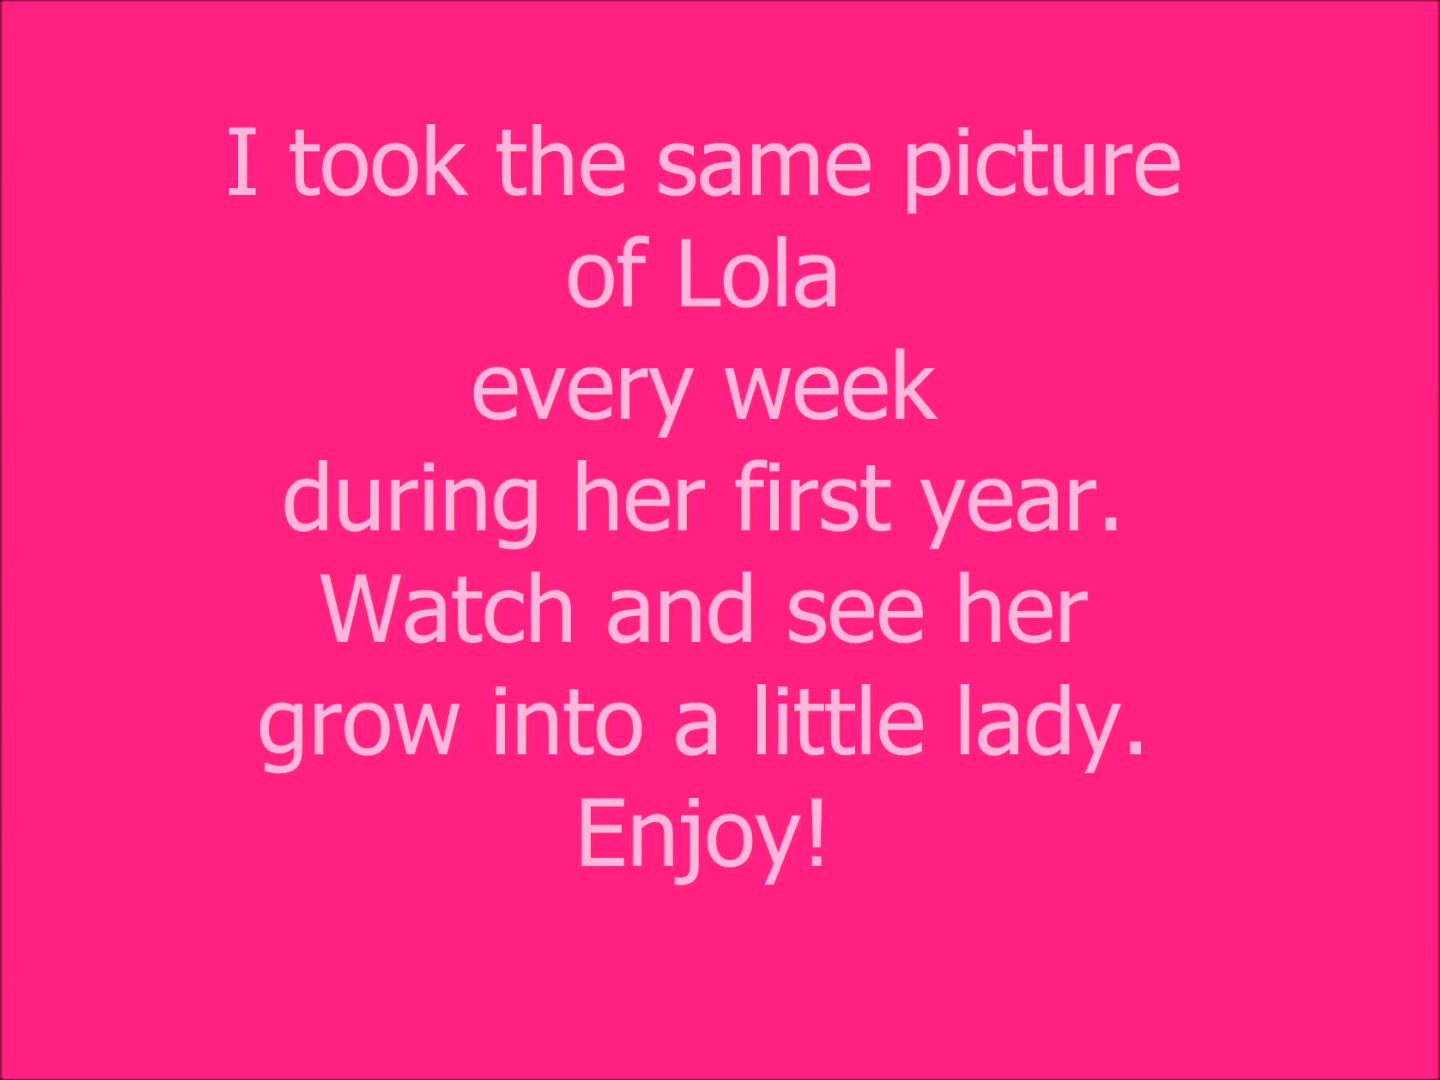 I took the same picture
of Lola
every week
during her first year.
Watch and see her
grow into a little lady.
Enjoy!